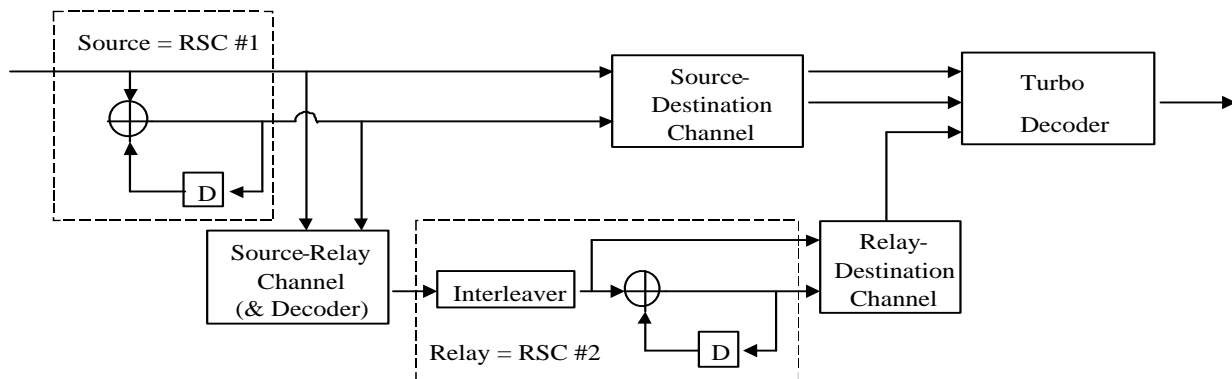 Source = RSC #1
D
Source-
Destination
Channel
Turbo
Decoder
Source-Relay
Channel
(& Decoder)
Interleaver
D
Relay = RSC #2
Relay-
Destination
Channel